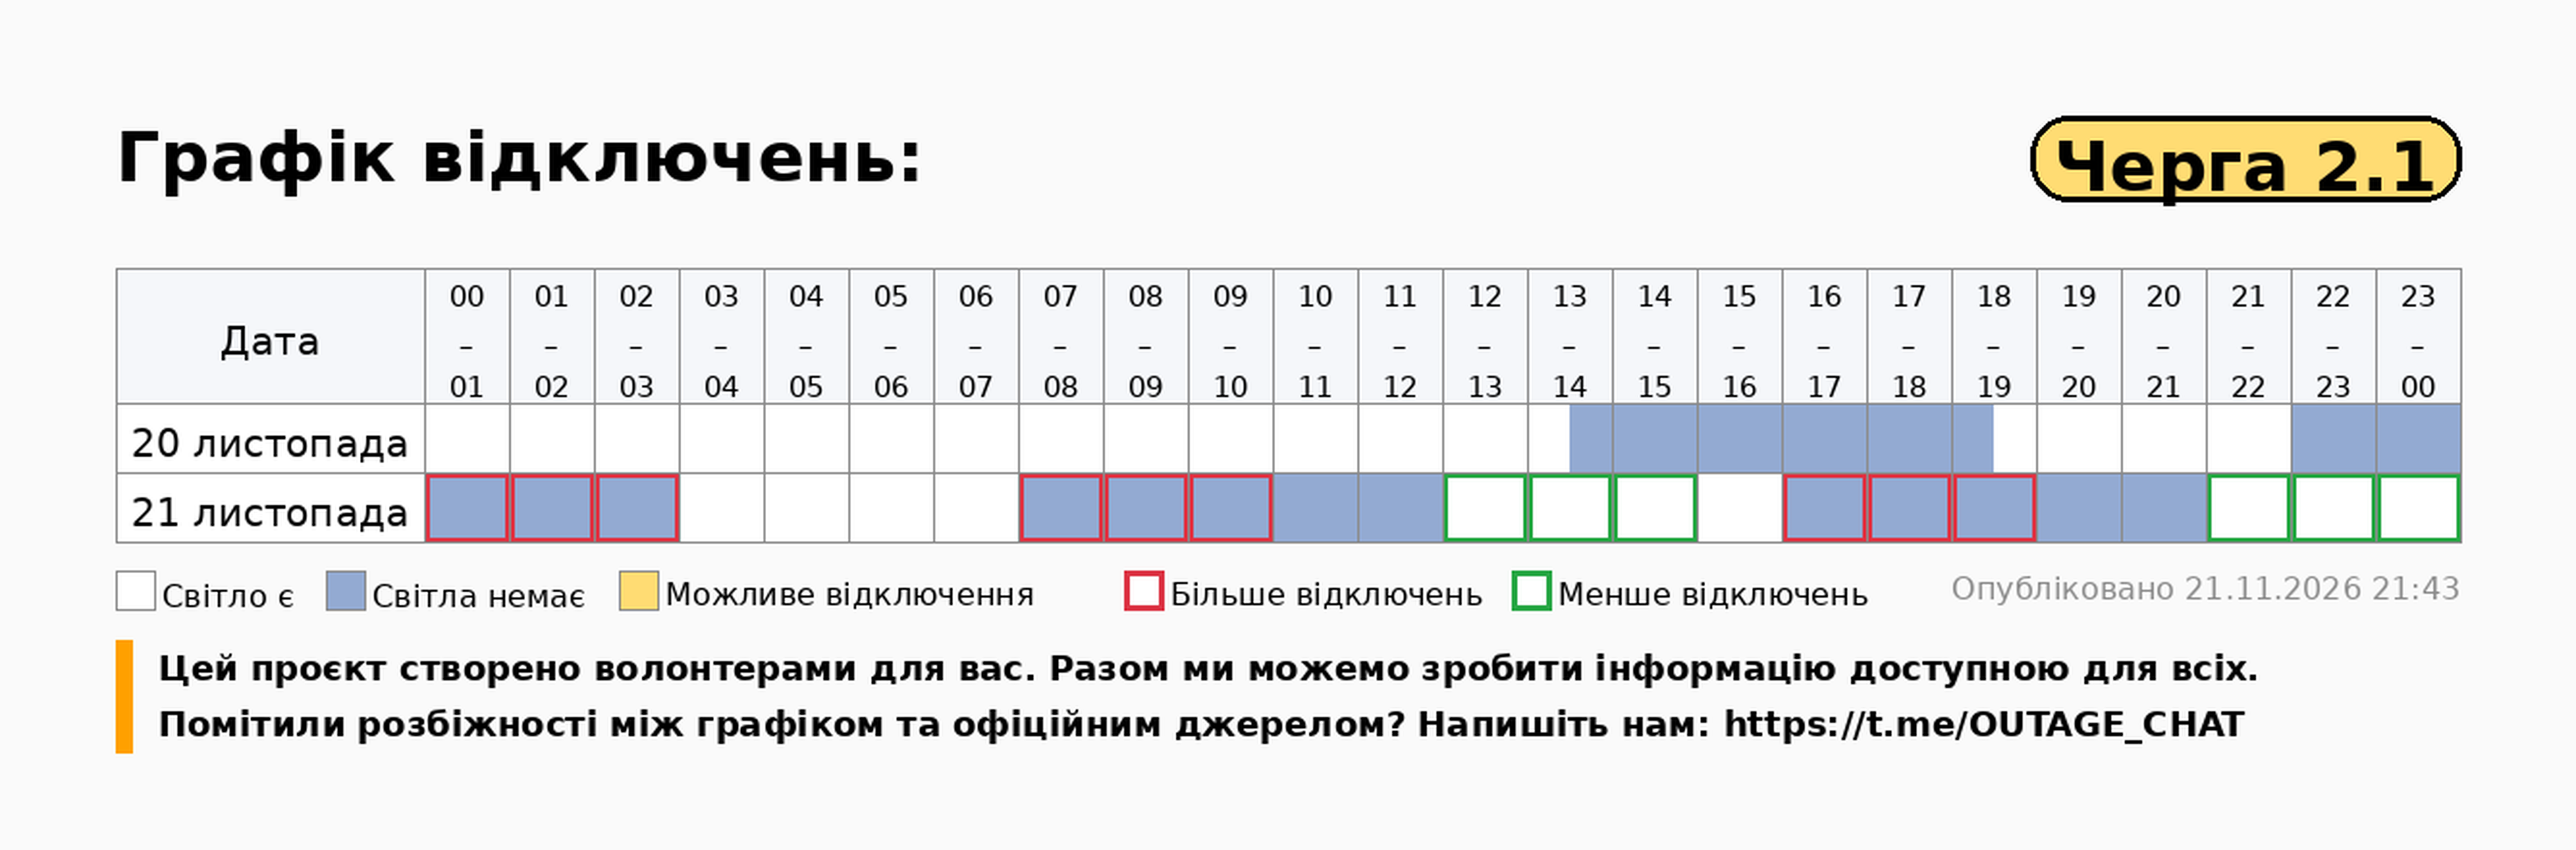 Графік відключень:
Черга 2.1
Дата
00 – 01
01 – 02
02 – 03
03 – 04
04 – 05
05 – 06
06 – 07
07 – 08
08 – 09
09 – 10
10 – 11
11 – 12
12 – 13
13 – 14
14 – 15
15 – 16
16 – 17
17 – 18
18 – 19
19 – 20
20 – 21
21 – 22
22 – 23
23 – 00
20 листопада
21 листопада
Світло є
Світла немає
Можливе відключення
Більше відключень
Менше відключень
Опубліковано 21.11.2026 21:43
Цей проєкт створено волонтерами для вас. Разом ми можемо зробити інформацію доступною для всіх.
Помітили розбіжності між графіком та офіційним джерелом? Напишіть нам: https://t.me/OUTAGE_CHAT